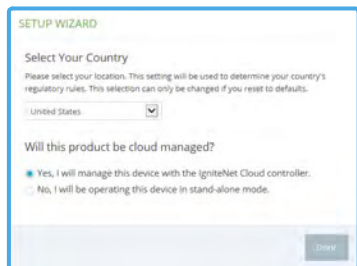 SETUP WIZARD
Select Your Country
Please select your location. This setting will be used to determine your country's
regulatory rules. This selection can only be changed if you reset to defaults.
United States
Will this product be cloud managed?
Yes, I will manage this device with the IgniteNet Cloud controller.
No, I will be operating this device in stand-alone mode.
Done